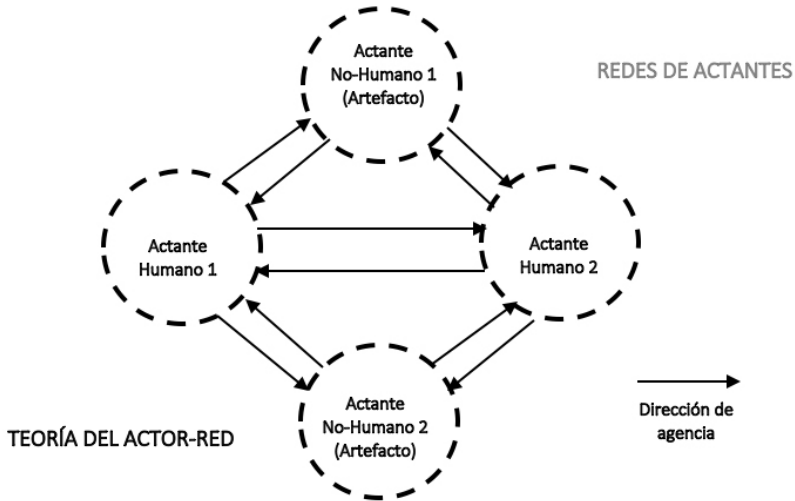 Actante
No-Humano 1
(Artefacto)
REDES DE ACTANTES
Actante
Humano 1
Actante
Humano 2
Actante
No-Humano 2
(Artefacto)
Dirección de
agencia
TEORÍA DEL ACTOR-RED